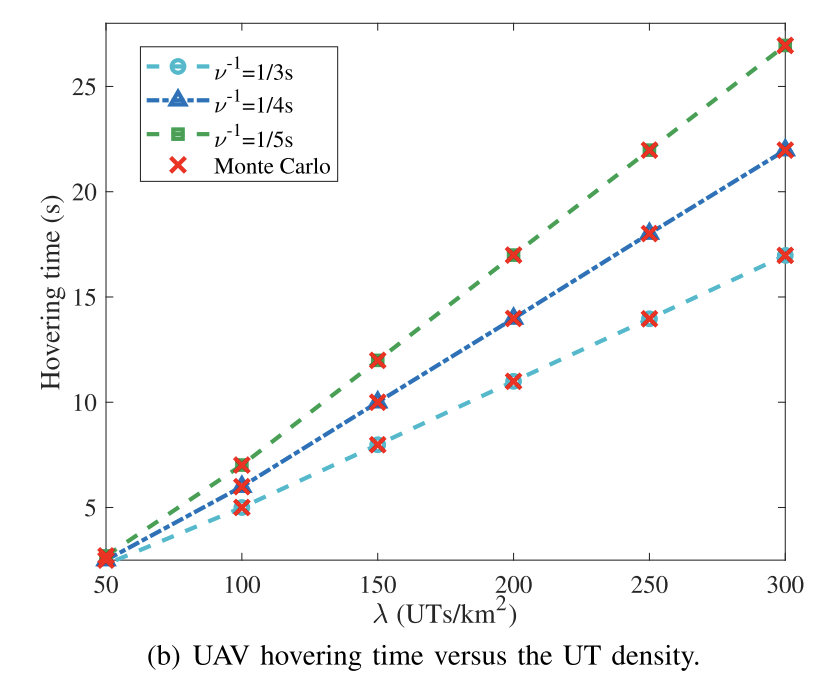 ν⁻¹=1/3s
ν⁻¹=1/4s
ν⁻¹=1/5s
Monte Carlo
Hovering time (s)
25
20
15
10
5
50 100 150 200 250 300
λ (UTs/km²)
(b) UAV hovering time versus the UT density.